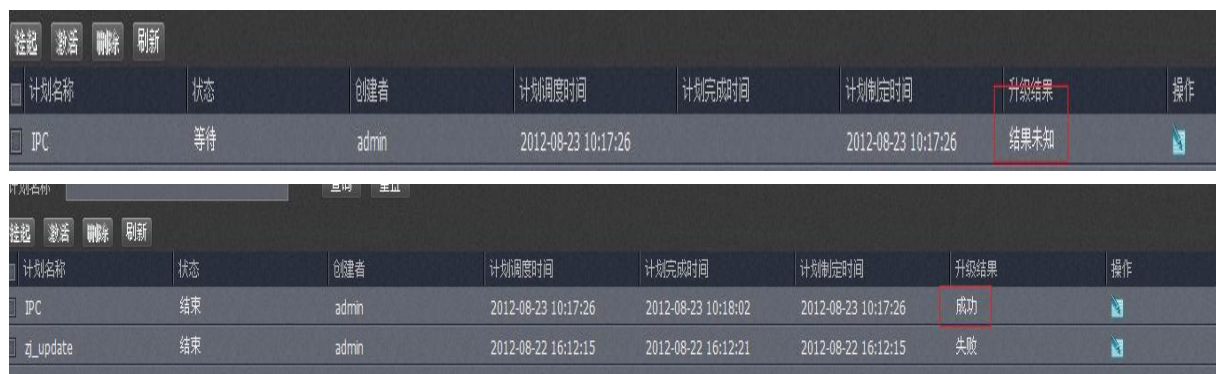 挂起 激活 删除 刷新
计划名称 状态 创建者 计划调度时间 计划完成时间 计划制定时间 升级结果 操作
IPC 等待 admin 2012-08-23 10:17:26 2012-08-23 10:17:26 结果未知
计划名称 查询 重置
挂起 激活 删除 刷新
计划名称 状态 创建者 计划调度时间 计划完成时间 计划制定时间 升级结果 操作
IPC 结束 admin 2012-08-23 10:17:26 2012-08-23 10:18:02 2012-08-23 10:17:26 成功
zj_update 结束 admin 2012-08-22 16:12:15 2012-08-22 16:12:21 2012-08-22 16:12:15 失败